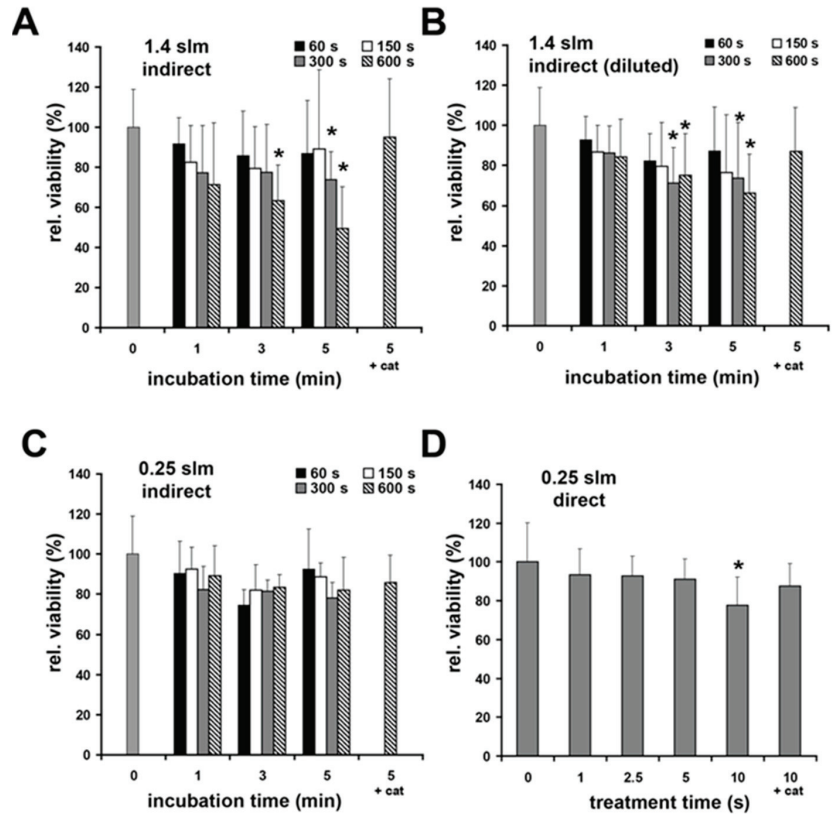 A
1.4 slm
indirect
60 s 150 s
300 s 600 s
rel. viability (%)
140
120
100
80
60
40
20
0
* * *
0 1 3 5 5
+ cat
incubation time (min)
B
1.4 slm
indirect (diluted)
60 s 150 s
300 s 600 s
rel. viability (%)
140
120
100
80
60
40
20
0
* * * *
0 1 3 5 5
+ cat
incubation time (min)
C
0.25 slm
indirect
60 s 150 s
300 s 600 s
rel. viability (%)
140
120
100
80
60
40
20
0
0 1 3 5 5
+ cat
incubation time (min)
D
0.25 slm
direct
rel. viability (%)
140
120
100
80
60
40
20
0
*
0 1 2.5 5 10 10
+ cat
treatment time (s)